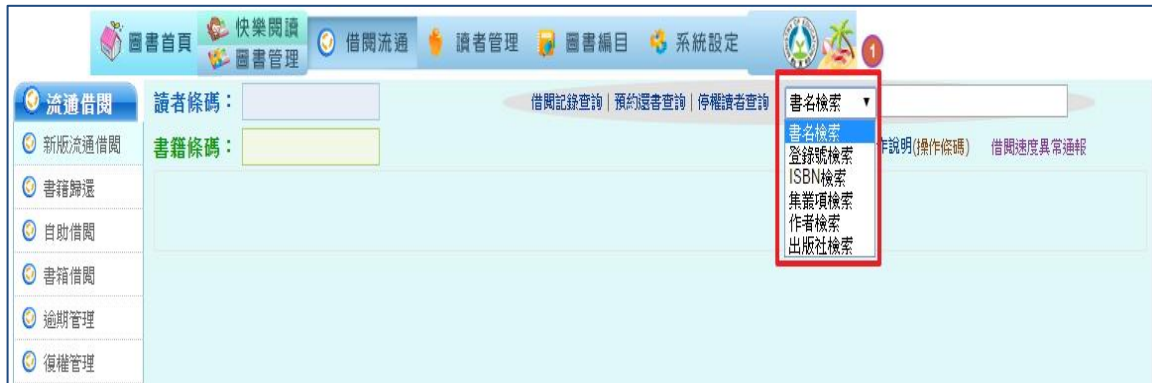 圖書首頁
快樂閱讀
圖書管理
借閱流通
讀者管理
圖書編目
系統設定
1
流通借閱
讀者條碼：
借閱記錄查詢 | 預約還書查詢 | 停權讀者查詢
書名檢索
新版流通借閱
書籍條碼：
書名檢索
登錄號檢索
ISBN檢索
集叢項檢索
作者檢索
出版社檢索
作說明(操作條碼)
借閱速度異常通報
書籍歸還
自助借閱
書箱借閱
逾期管理
復權管理